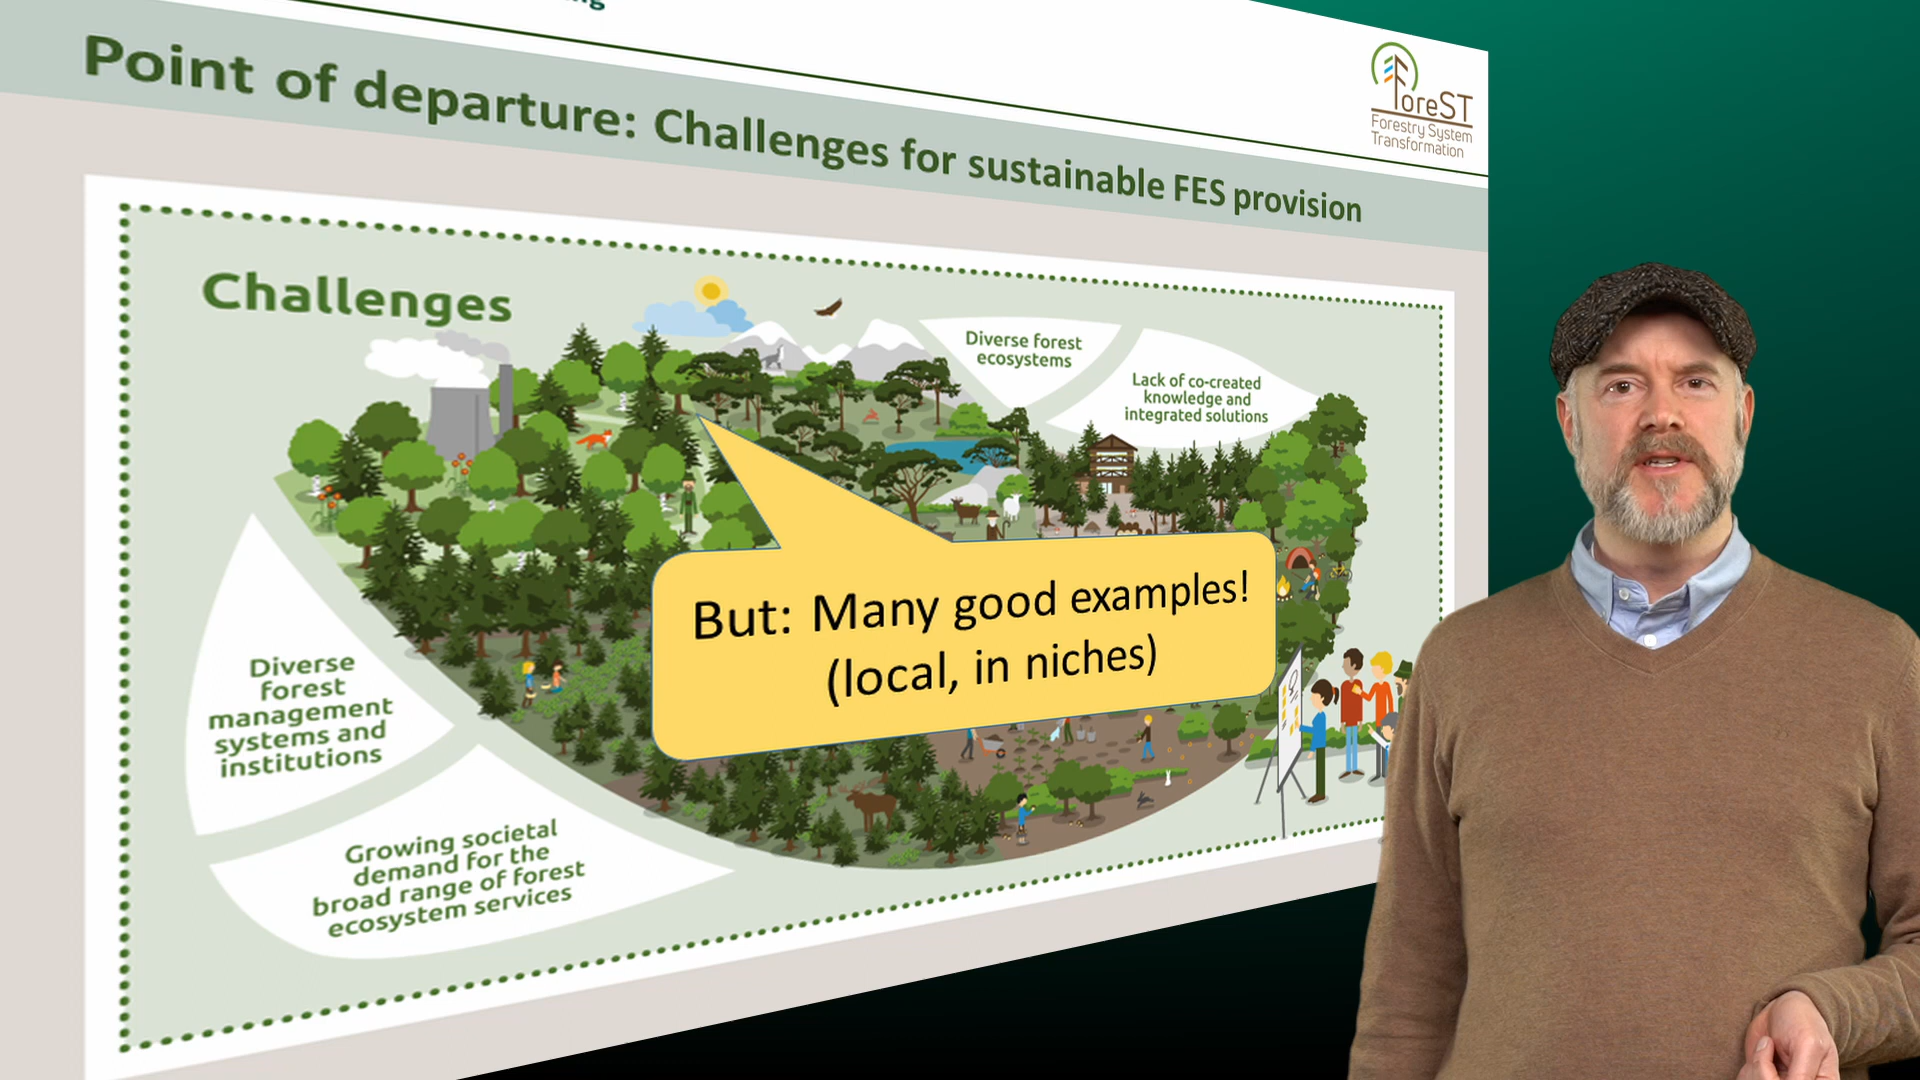 Point of departure: Challenges for sustainable FES provision
foreST
Forestry System
Transformation
Challenges
Diverse forest
ecosystems
Lack of co-created
knowledge and
integrated solutions
But: Many good examples!
(local, in niches)
Diverse
forest
management
systems and
institutions
Growing societal
demand for the
broad range of forest
ecosystem services